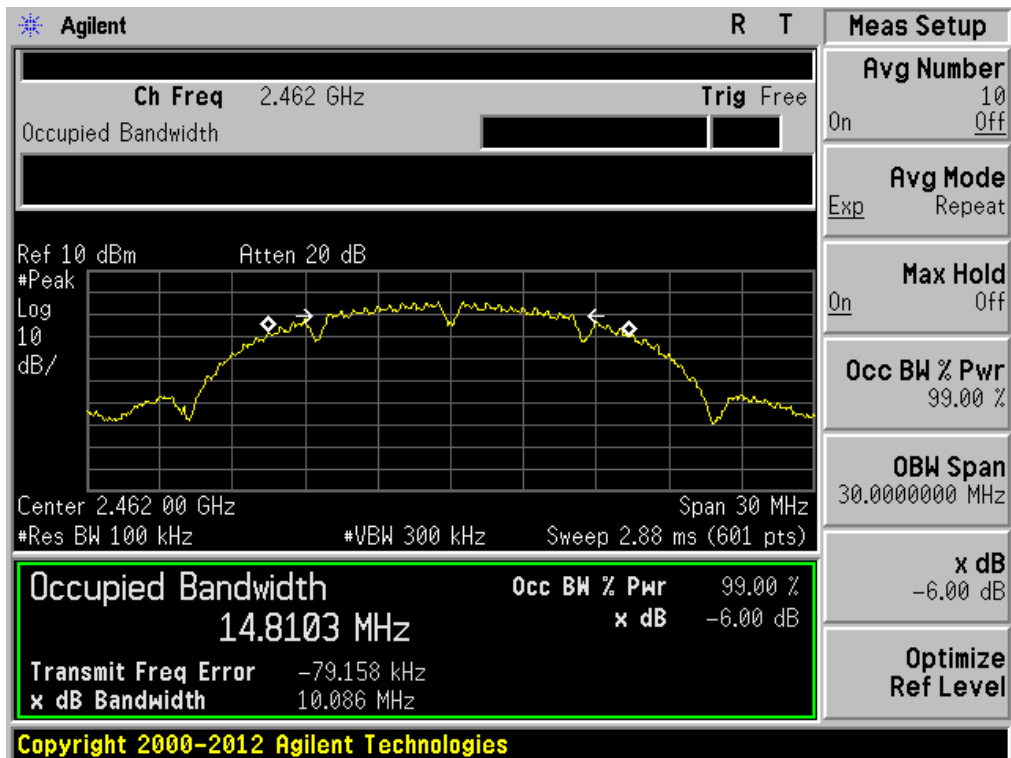 Agilent R T
Ch Freq 2.462 GHz Trig Free
Occupied Bandwidth
Ref 10 dBm Atten 20 dB
#Peak
Log
10
dB/
Center 2.462 00 GHz Span 30 MHz
#Res BW 100 kHz #VBW 300 kHz Sweep 2.88 ms (601 pts)
Occupied Bandwidth
14.8103 MHz
Occ BW % Pwr 99.00 %
x dB -6.00 dB
Transmit Freq Error -79.158 kHz
x dB Bandwidth 10.086 MHz
Copyright 2000-2012 Agilent Technologies
Meas Setup
Avg Number
10
On Off
Avg Mode
Exp Repeat
Max Hold
On Off
Occ BW % Pwr
99.00 %
OBW Span
30.0000000 MHz
x dB
-6.00 dB
Optimize
Ref Level